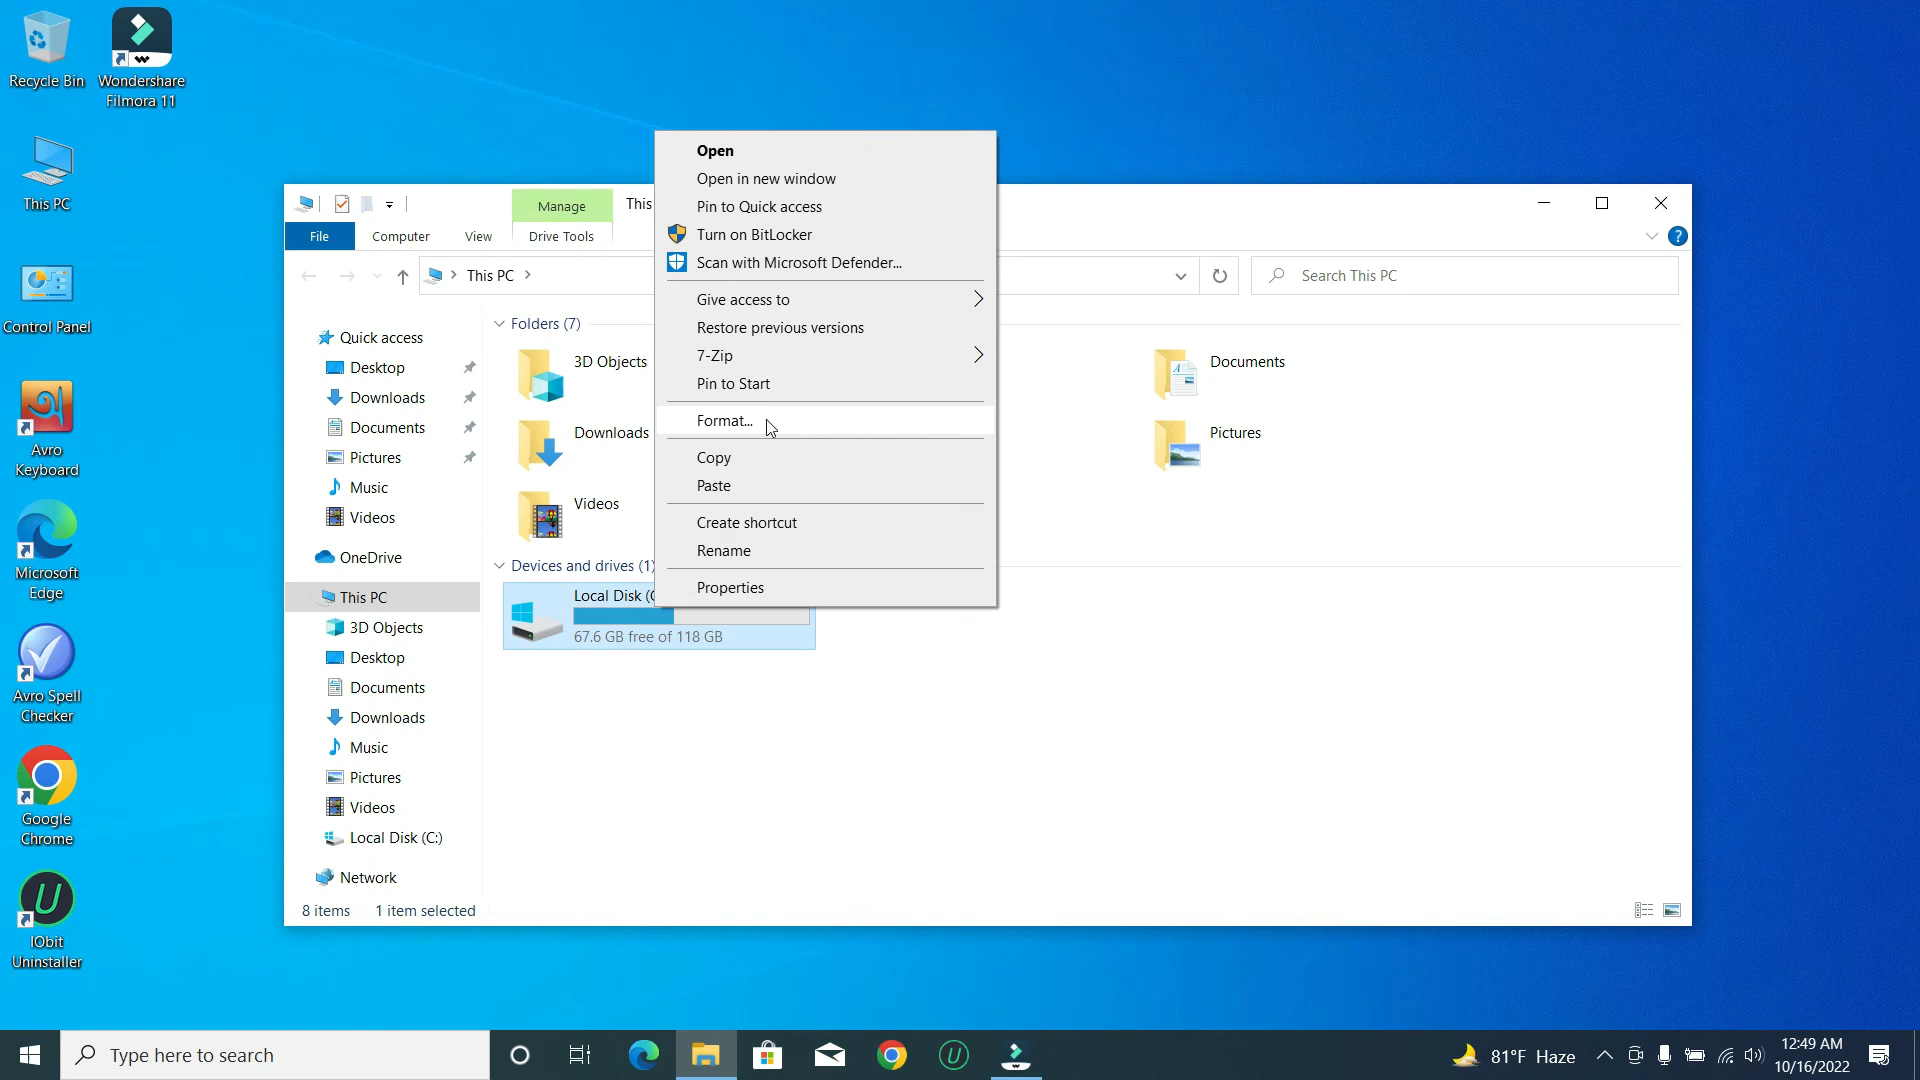 Recycle Bin
Wondershare
Filmora 11
This PC
Control Panel
Avro
Keyboard
Microsoft
Edge
Avro Spell
Checker
Google
Chrome
IObit
Uninstaller
Manage
This
File
Computer
View
Drive Tools
This PC
Search This PC
Quick access
Desktop
Downloads
Documents
Pictures
Music
Videos
OneDrive
This PC
3D Objects
Desktop
Documents
Downloads
Music
Pictures
Videos
Local Disk (C:)
Network
8 items 1 item selected
Folders (7)
3D Objects
Documents
Downloads
Pictures
Videos
Devices and drives (1)
Local Disk (
67.6 GB free of 118 GB
Open
Open in new window
Pin to Quick access
Turn on BitLocker
Scan with Microsoft Defender...
Give access to
Restore previous versions
7-Zip
Pin to Start
Format...
Copy
Paste
Create shortcut
Rename
Properties
Type here to search
81°F Haze
12:49 AM
10/16/2022